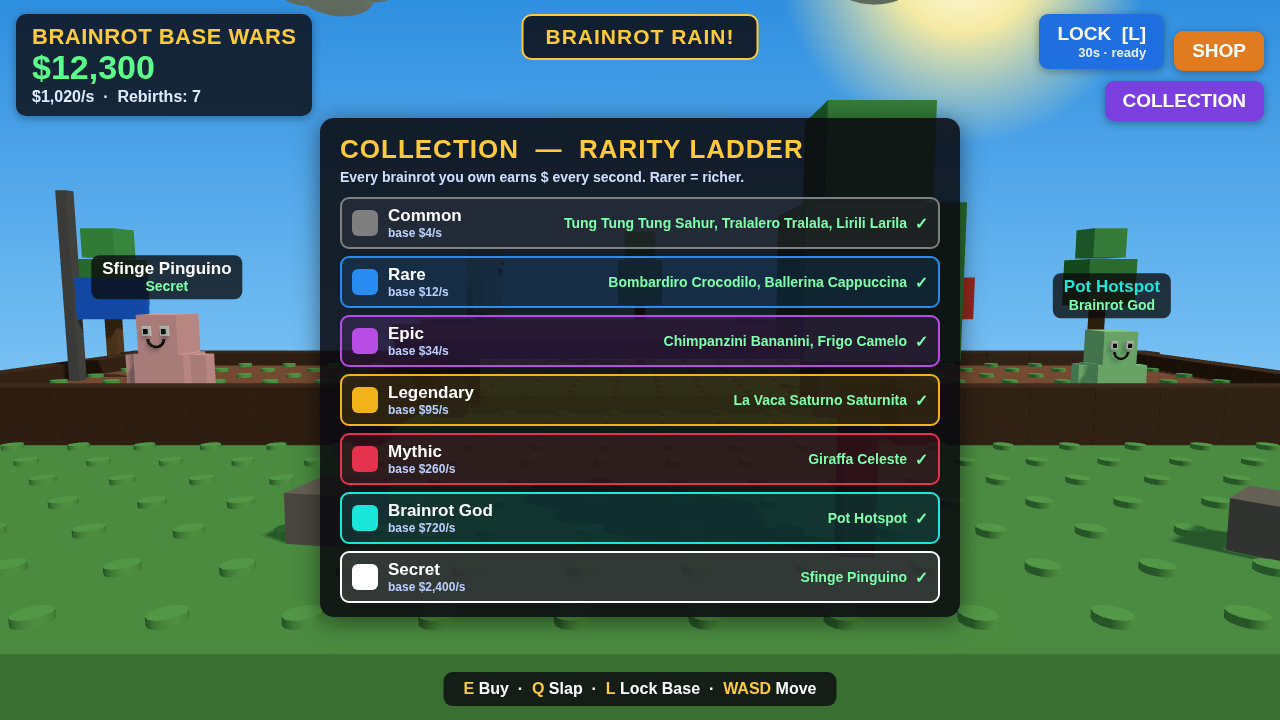 BRAINROT BASE WARS
$12,300
$1,020/s · Rebirths: 7
BRAINROT RAIN!
LOCK [L]
30s · ready
SHOP
COLLECTION
COLLECTION — RARITY LADDER
Every brainrot you own earns $ every second. Rarer = richer.
Common
base $4/s
Tung Tung Tung Sahur, Tralalero Tralala, Lirili Larila ✓
Rare
base $12/s
Bombardiro Crocodilo, Ballerina Cappuccina ✓
Epic
base $34/s
Chimpanzini Bananini, Frigo Camelo ✓
Legendary
base $95/s
La Vaca Saturno Saturnita ✓
Mythic
base $260/s
Giraffa Celeste ✓
Brainrot God
base $720/s
Pot Hotspot ✓
Secret
base $2,400/s
Sfinge Pinguino ✓
Sfinge Pinguino
Secret
Pot Hotspot
Brainrot God
E Buy · Q Slap · L Lock Base · WASD Move